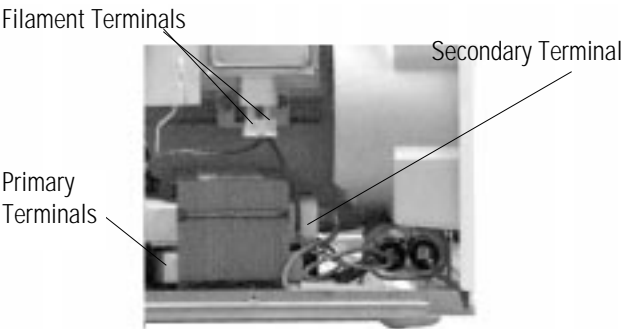 Filament Terminals
Secondary Terminal
Primary
Terminals